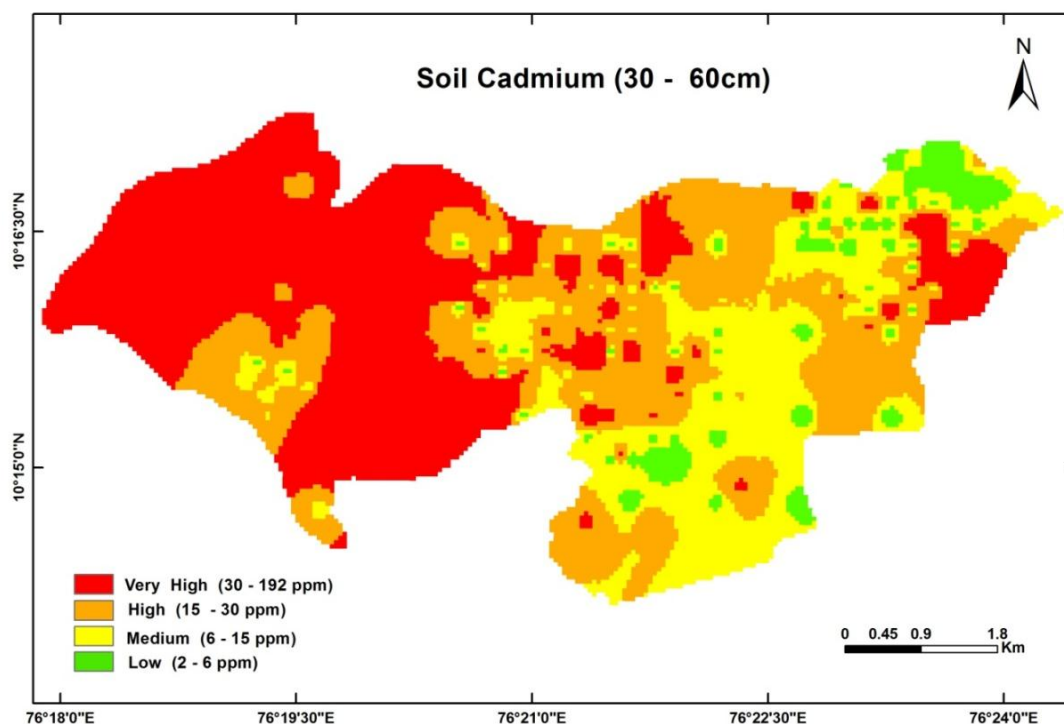 N
Soil Cadmium (30 - 60cm)
10°16'30"N
10°15'0"N
Very High (30 - 192 ppm)
High (15 - 30 ppm)
Medium (6 - 15 ppm)
Low (2 - 6 ppm)
0 0.45 0.9 1.8
Km
76°18'0"E 76°19'30"E 76°21'0"E 76°22'30"E 76°24'0"E